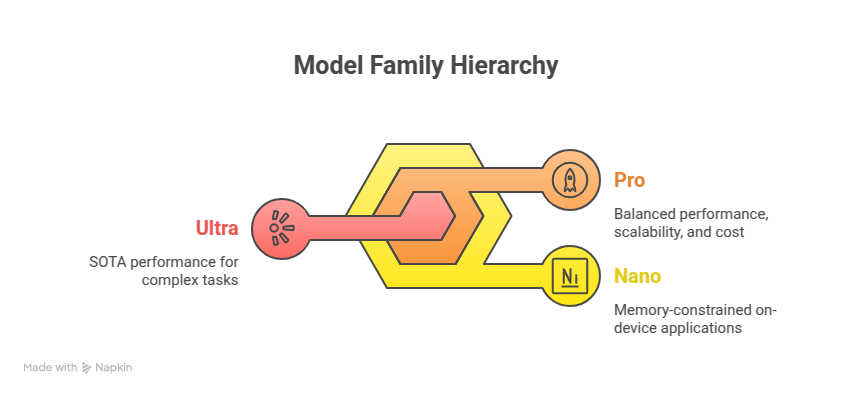 Model Family Hierarchy
Ultra
SOTA performance for
complex tasks
Pro
Balanced performance,
scalability, and cost
Ni
Nano
Memory-constrained on-
device applications
Made with Napkin